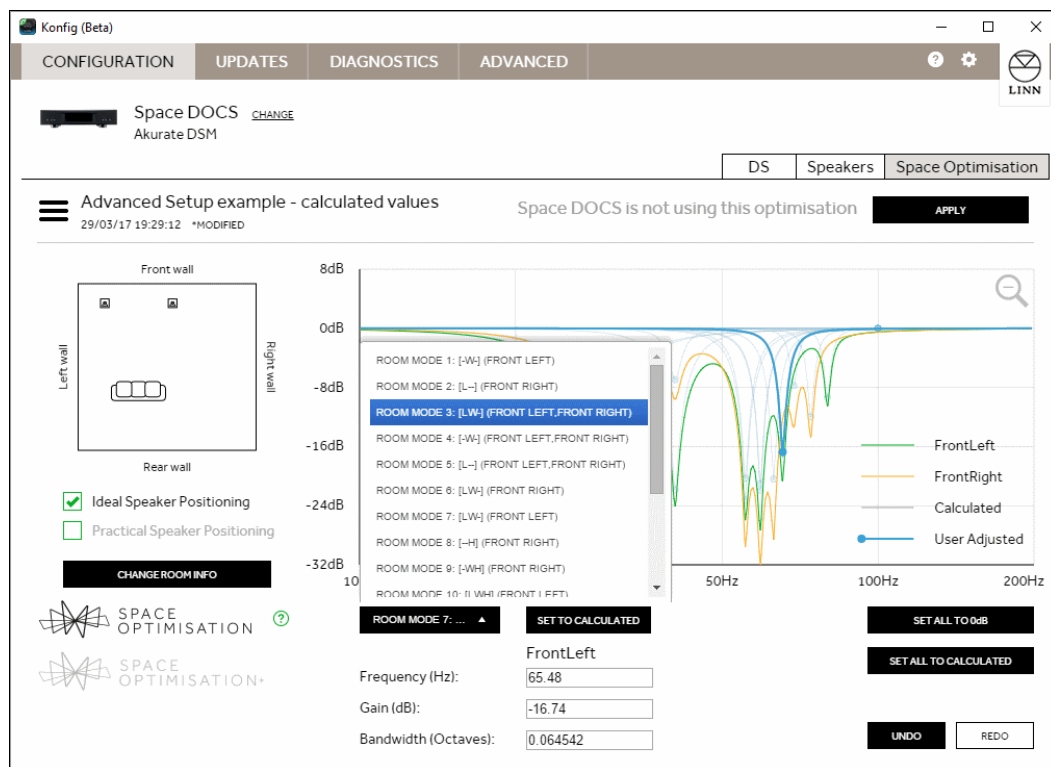 Konfig (Beta)
CONFIGURATION UPDATES DIAGNOSTICS ADVANCED
LINN
Space DOCS CHANGE
Akurate DSM
DS Speakers Space Optimisation
Advanced Setup example - calculated values
29/03/17 19:29:12 *MODIFIED
Space DOCS is not using this optimisation
APPLY
Front wall
Left wall
Right wall
Rear wall
Ideal Speaker Positioning
Practical Speaker Positioning
CHANGE ROOM INFO
SPACE
OPTIMISATION
?
SPACE
OPTIMISATION+
8dB
0dB
-8dB
-16dB
-24dB
-32dB
10
50Hz
100Hz
200Hz
FrontLeft
FrontRight
Calculated
User Adjusted
ROOM MODE 1: [-W-] (FRONT LEFT)
ROOM MODE 2: [L--] (FRONT RIGHT)
ROOM MODE 3: [LW-] (FRONT LEFT,FRONT RIGHT)
ROOM MODE 4: [-W-] (FRONT LEFT,FRONT RIGHT)
ROOM MODE 5: [L--] (FRONT LEFT,FRONT RIGHT)
ROOM MODE 6: [LW-] (FRONT RIGHT)
ROOM MODE 7: [LW-] (FRONT LEFT)
ROOM MODE 8: [--H] (FRONT RIGHT)
ROOM MODE 9: [-WH] (FRONT RIGHT)
ROOM MODE 10: [LWH] (FRONT LEFT)
ROOM MODE 7: ...
SET TO CALCULATED
SET ALL TO 0dB
SET ALL TO CALCULATED
FrontLeft
Frequency (Hz): 65.48
Gain (dB): -16.74
Bandwidth (Octaves): 0.064542
UNDO REDO